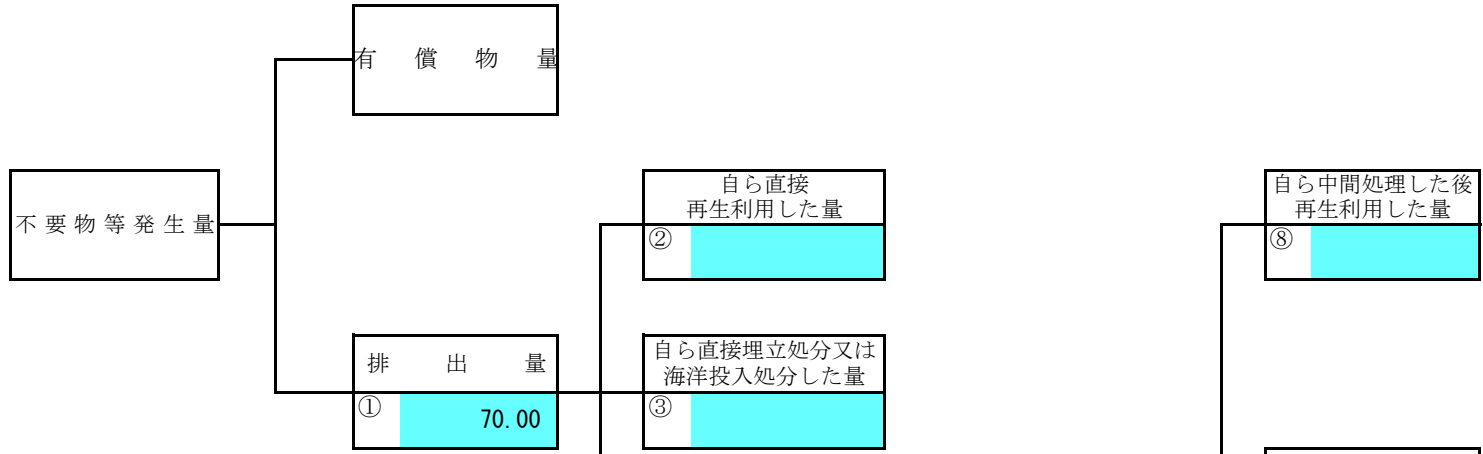 有償物量
不要物等発生量
自ら直接
再生利用した量
②
自ら中間処理した後
再生利用した量
⑧
排出量
① 70.00
自ら直接埋立処分又は
海洋投入処分した量
③